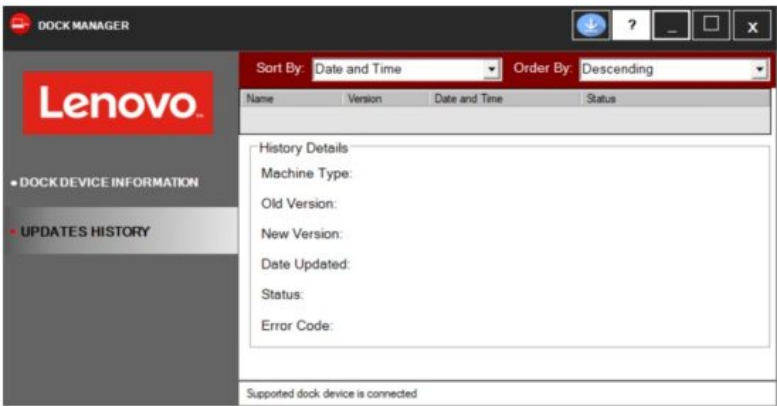 DOCK MANAGER
?
_
X
Lenovo™
Sort By: Date and Time Order By: Descending
Name Version Date and Time Status
• DOCK DEVICE INFORMATION
• UPDATES HISTORY
History Details
Machine Type:
Old Version:
New Version:
Date Updated:
Status:
Error Code:
Supported dock device is connected